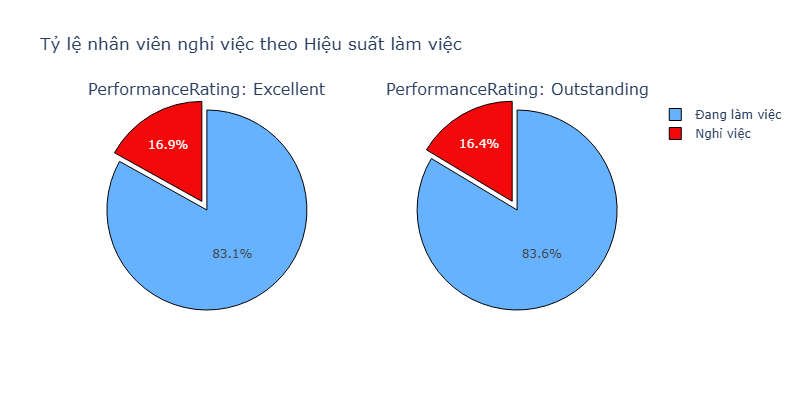 Tỷ lệ nhân viên nghỉ việc theo Hiệu suất làm việc
PerformanceRating: Excellent
PerformanceRating: Outstanding
Đang làm việc
Nghỉ việc
16.9%
83.1%
16.4%
83.6%